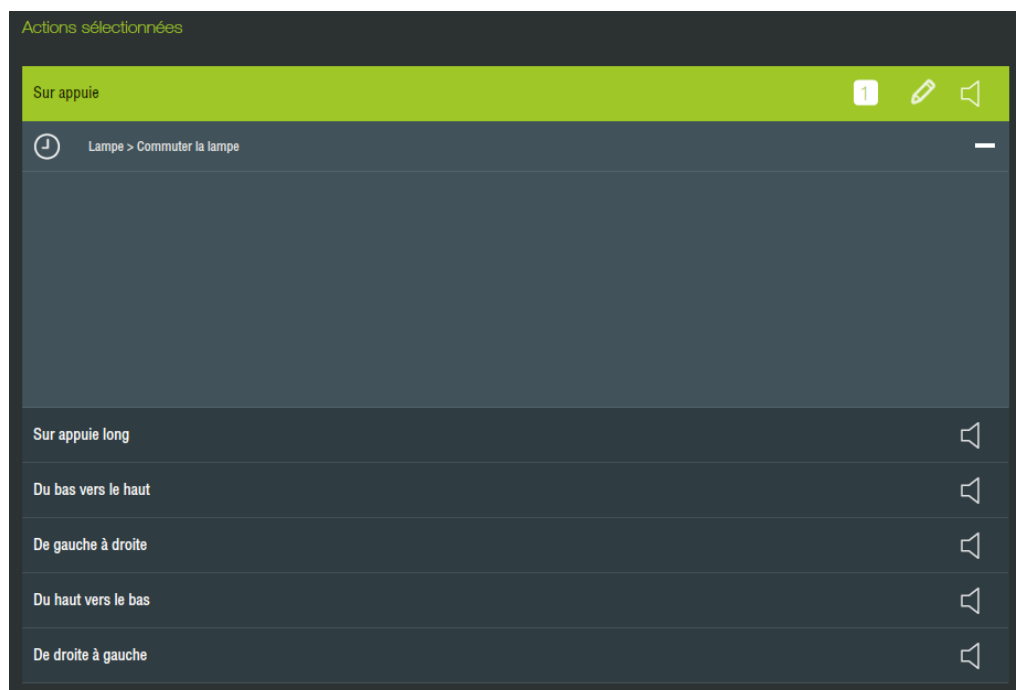 Actions sélectionnées
Sur appuie
1
Lampe > Commuter la lampe
Sur appuie long
Du bas vers le haut
De gauche à droite
Du haut vers le bas
De droite à gauche